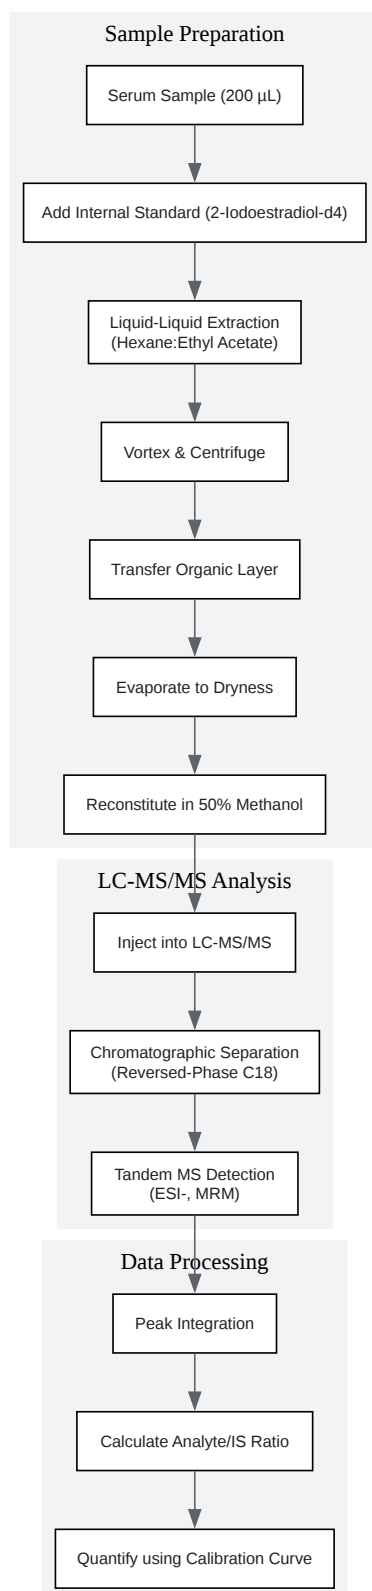 Sample Preparation
Serum Sample (200 µL)
Add Internal Standard (2-Iodoestradiol-d4)
Liquid-Liquid Extraction
(Hexane:Ethyl Acetate)
Vortex & Centrifuge
Transfer Organic Layer
Evaporate to Dryness
Reconstitute in 50% Methanol
LC-MS/MS Analysis
Inject into LC-MS/MS
Chromatographic Separation
(Reversed-Phase C18)
Tandem MS Detection
(ESI-, MRM)
Data Processing
Peak Integration
Calculate Analyte/IS Ratio
Quantify using Calibration Curve